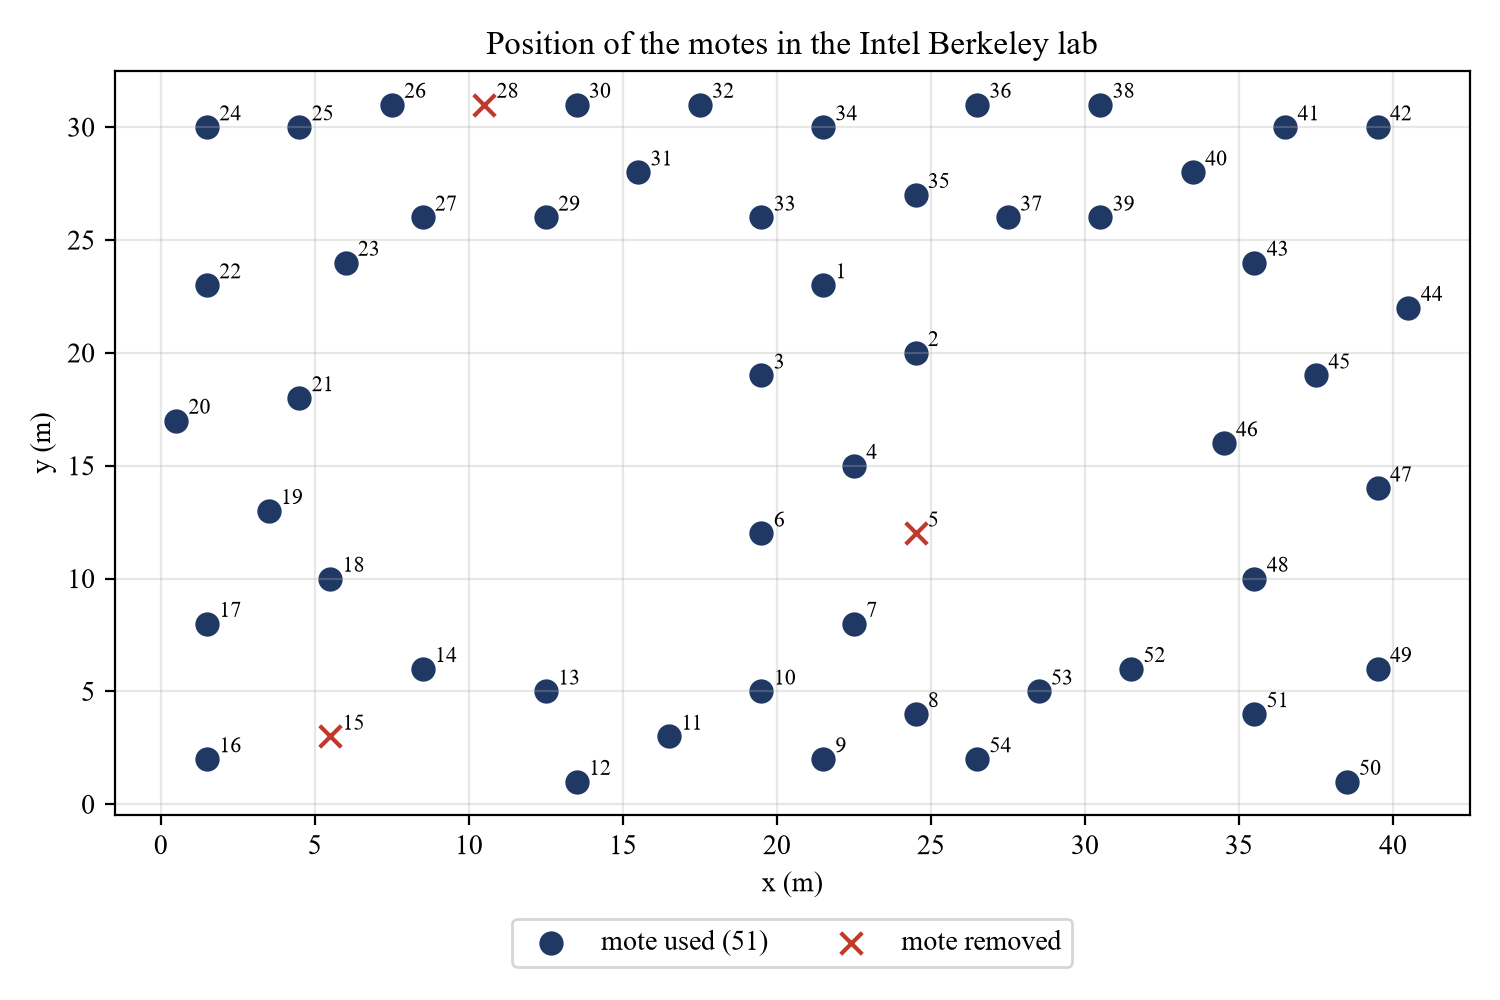 Position of the motes in the Intel Berkeley lab
26 28 30 32 36 38
24 25 34 41 42
31 40
35
27 29 33 37 39
23 43
22 1
44
2
3 45
21
20
46
4
47
19
6 5
18 48
17 7
14 52 49
13 10 53
8 51
15 11
16 9 54
12 50
30
25
20
15
10
5
0
y (m)
0 5 10 15 20 25 30 35 40
x (m)
mote used (51) mote removed